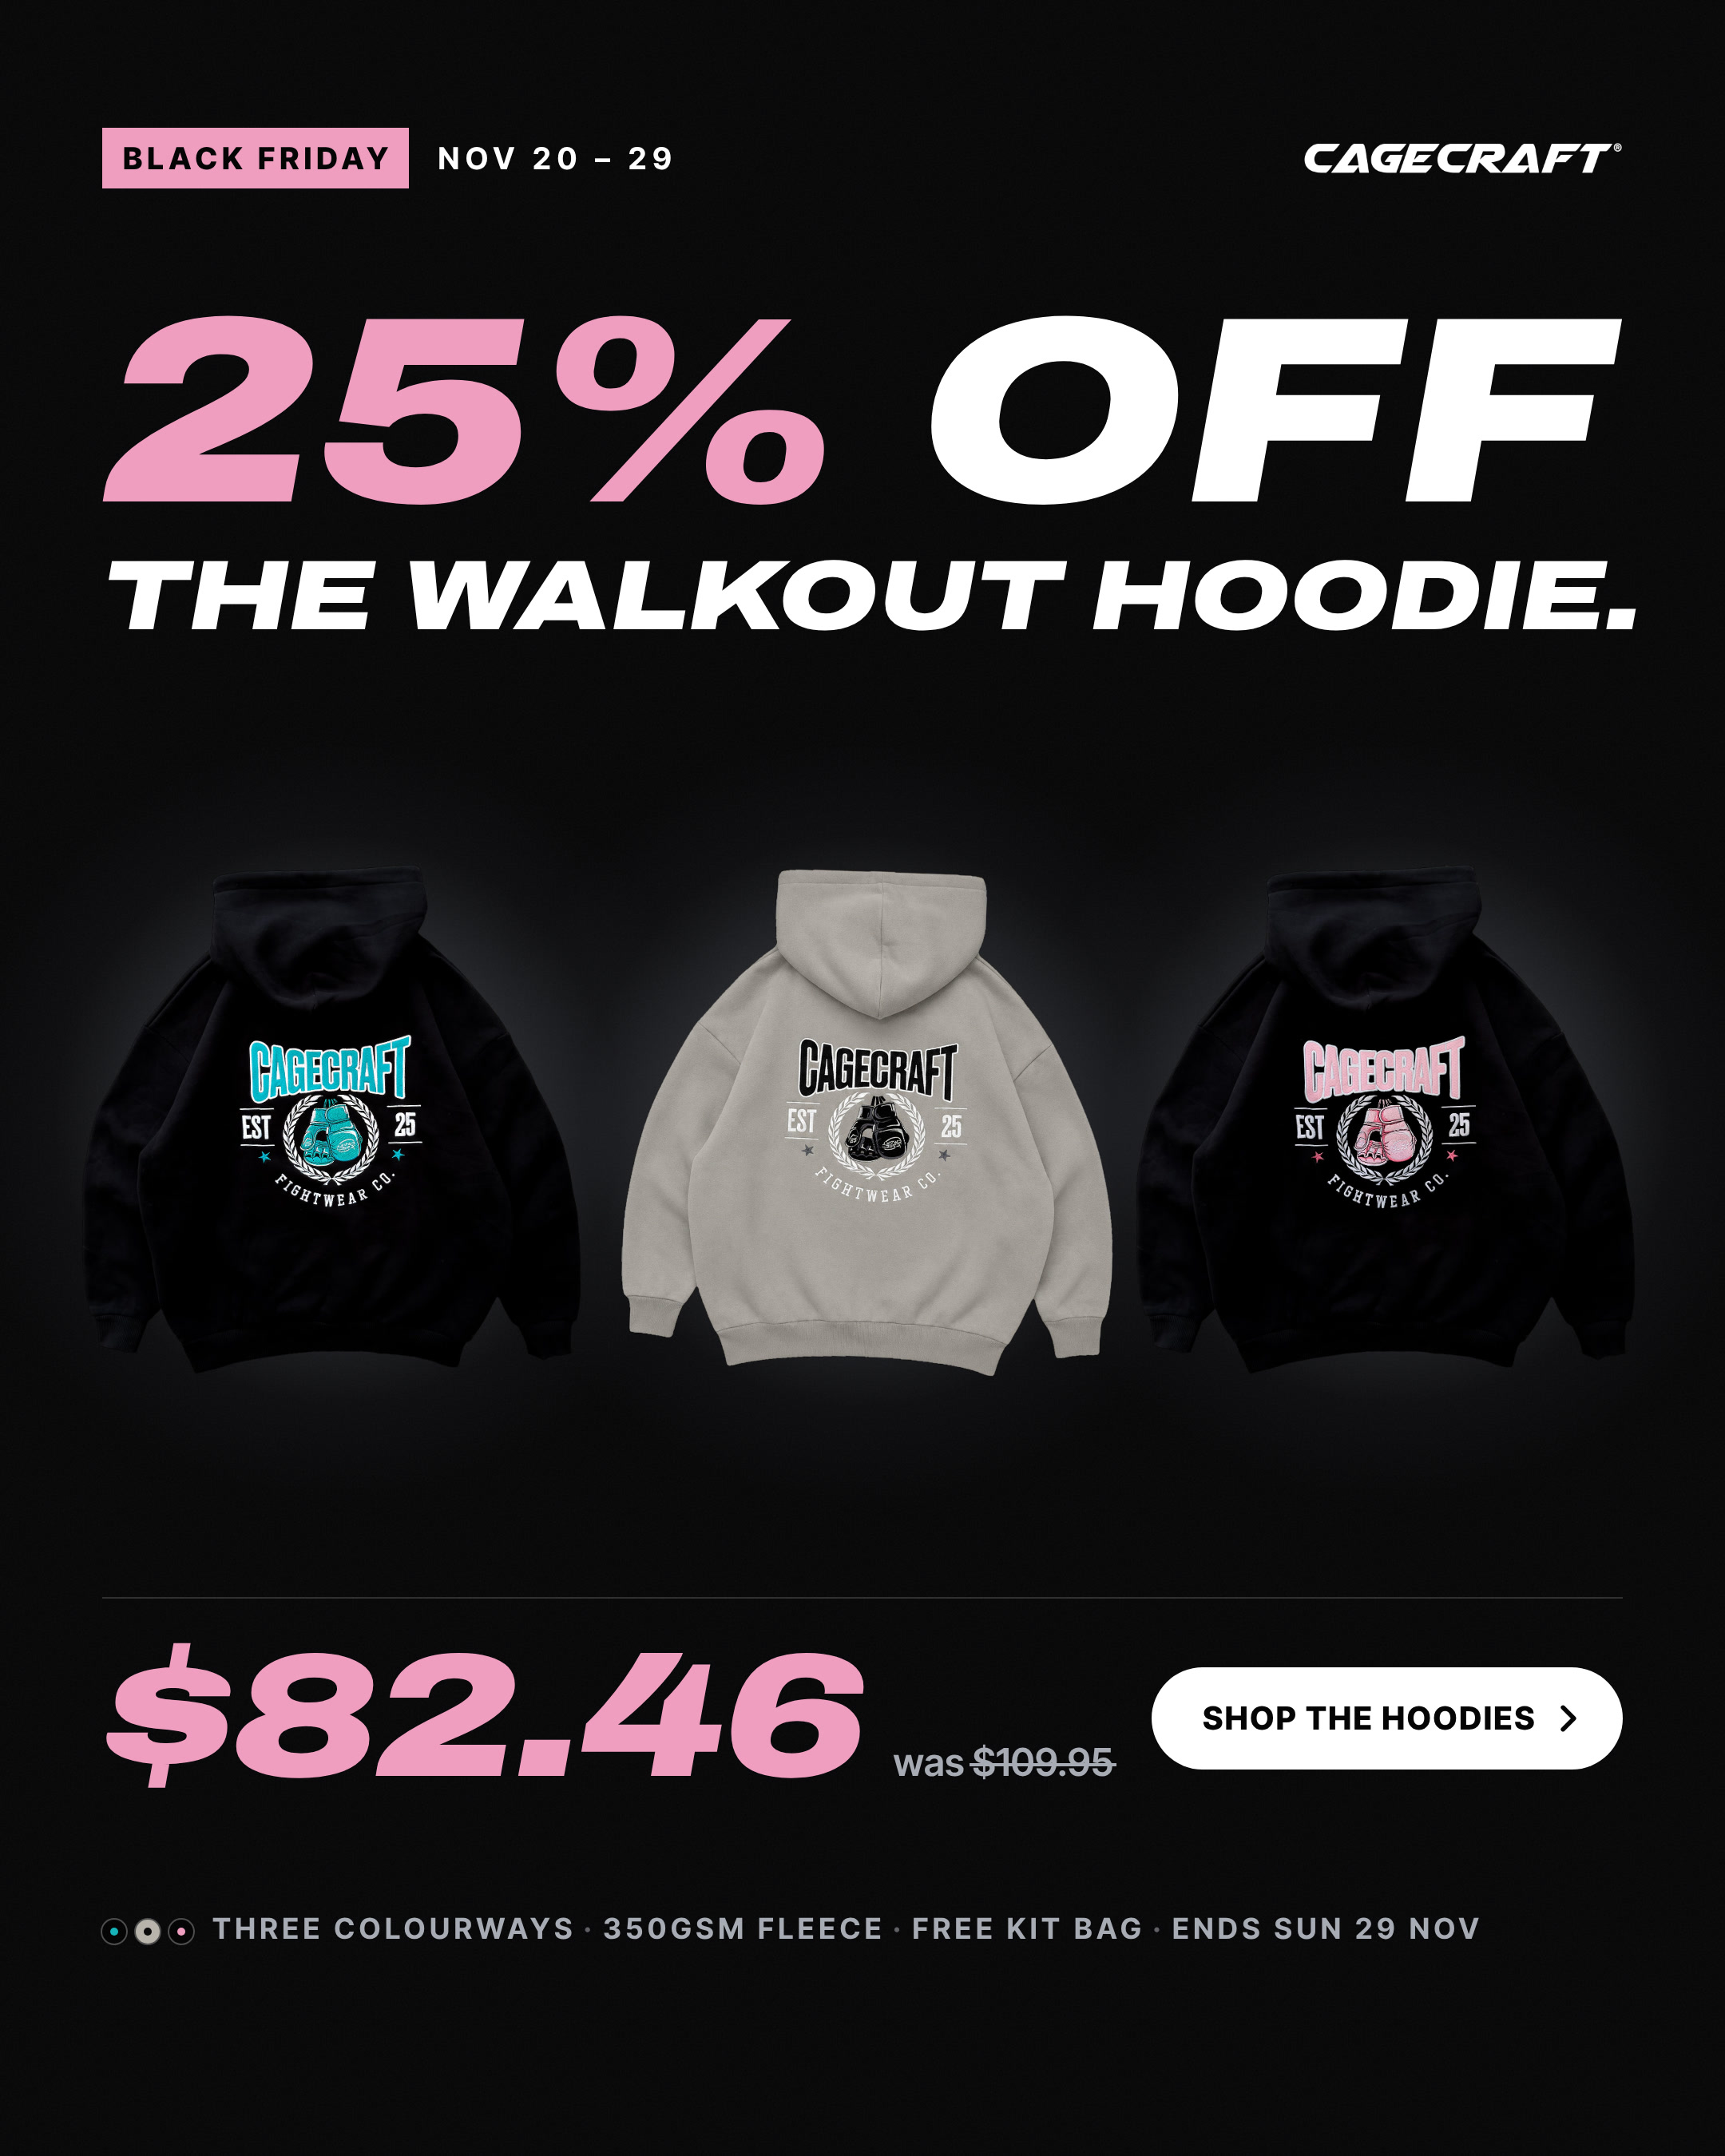 BLACK FRIDAY NOV 20 – 29 CAGECRAFT®
25% OFF
THE WALKOUT HOODIE.
CAGECRAFT
EST 25
FIGHTWEAR CO.
CAGECRAFT
EST 25
FIGHTWEAR CO.
CAGECRAFT
EST 25
FIGHTWEAR CO.
$82.46 was $109.95 SHOP THE HOODIES
THREE COLOURWAYS · 350GSM FLEECE · FREE KIT BAG · ENDS SUN 29 NOV